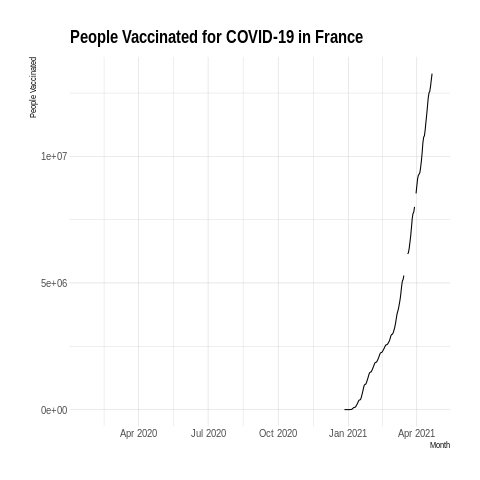 People Vaccinated for COVID-19 in France
People Vaccinated
1e+07
5e+06
0e+00
Apr 2020 Jul 2020 Oct 2020 Jan 2021 Apr 2021
Month